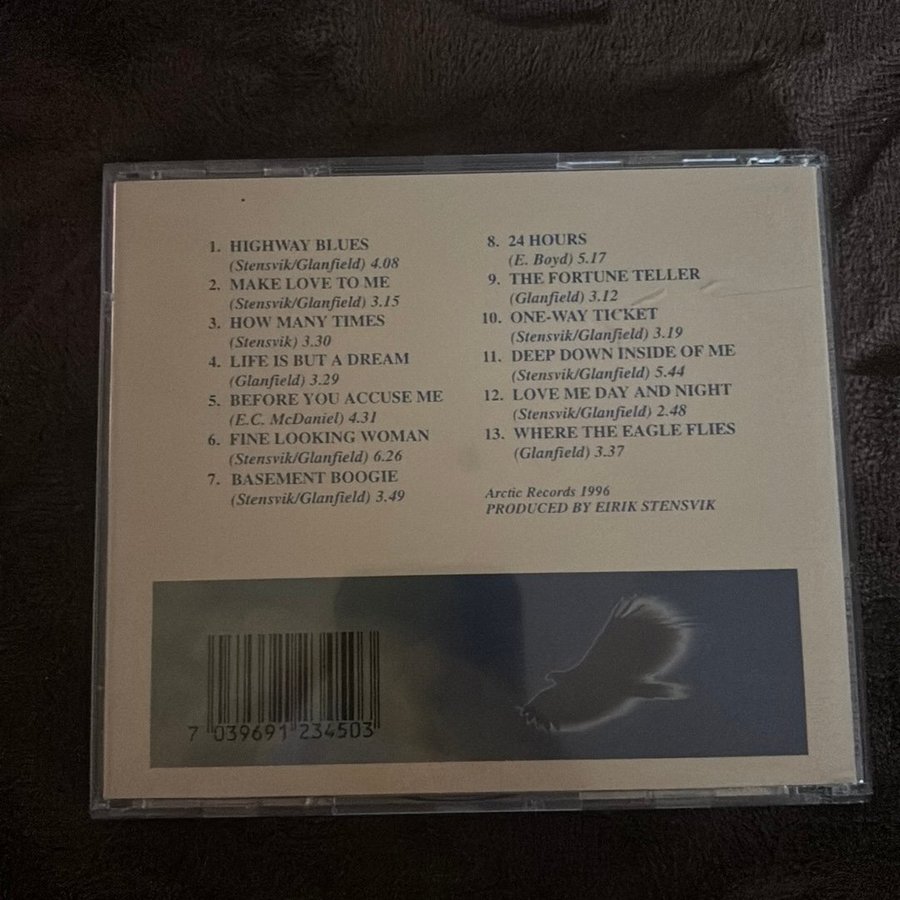 1. HIGHWAY BLUES
(Stensvik/Glanfield) 4.08
2. MAKE LOVE TO ME
(Stensvik/Glanfield) 3.15
3. HOW MANY TIMES
(Stensvik) 3.30
4. LIFE IS BUT A DREAM
(Glanfield) 3.29
5. BEFORE YOU ACCUSE ME
(E.C. McDaniel) 4.31
6. FINE LOOKING WOMAN
(Stensvik/Glanfield) 6.26
7. BASEMENT BOOGIE
(Stensvik/Glanfield) 3.49
8. 24 HOURS
(E. Boyd) 5.17
9. THE FORTUNE TELLER
(Glanfield) 3.12
10. ONE-WAY TICKET
(Stensvik/Glanfield) 3.19
11. DEEP DOWN INSIDE OF ME
(Stensvik/Glanfield) 5.44
12. LOVE ME DAY AND NIGHT
(Stensvik/Glanfield) 2.48
13. WHERE THE EAGLE FLIES
(Glanfield) 3.37
Arctic Records 1996
PRODUCED BY EIRIK STENSVIK
7 039691 234503